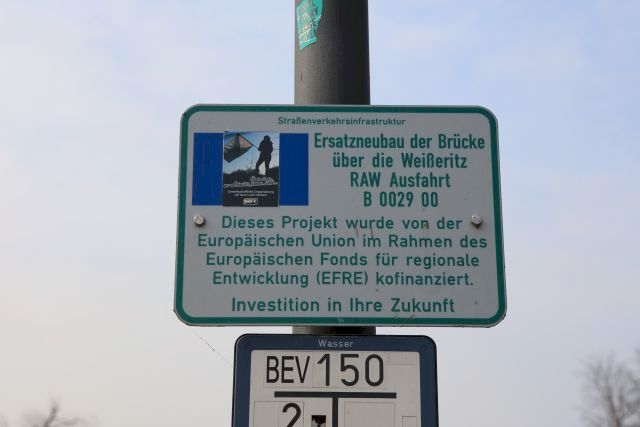 Straßenverkehrsinfrastruktur
Ersatzneubau der Brücke
über die Weißeritz
RAW Ausfahrt
B 0029 00
Dieses Projekt wurde von der
Europäischen Union im Rahmen des
Europäischen Fonds für regionale
Entwicklung (EFRE) kofinanziert.
Investition in Ihre Zukunft
Wasser
BEV 150
2